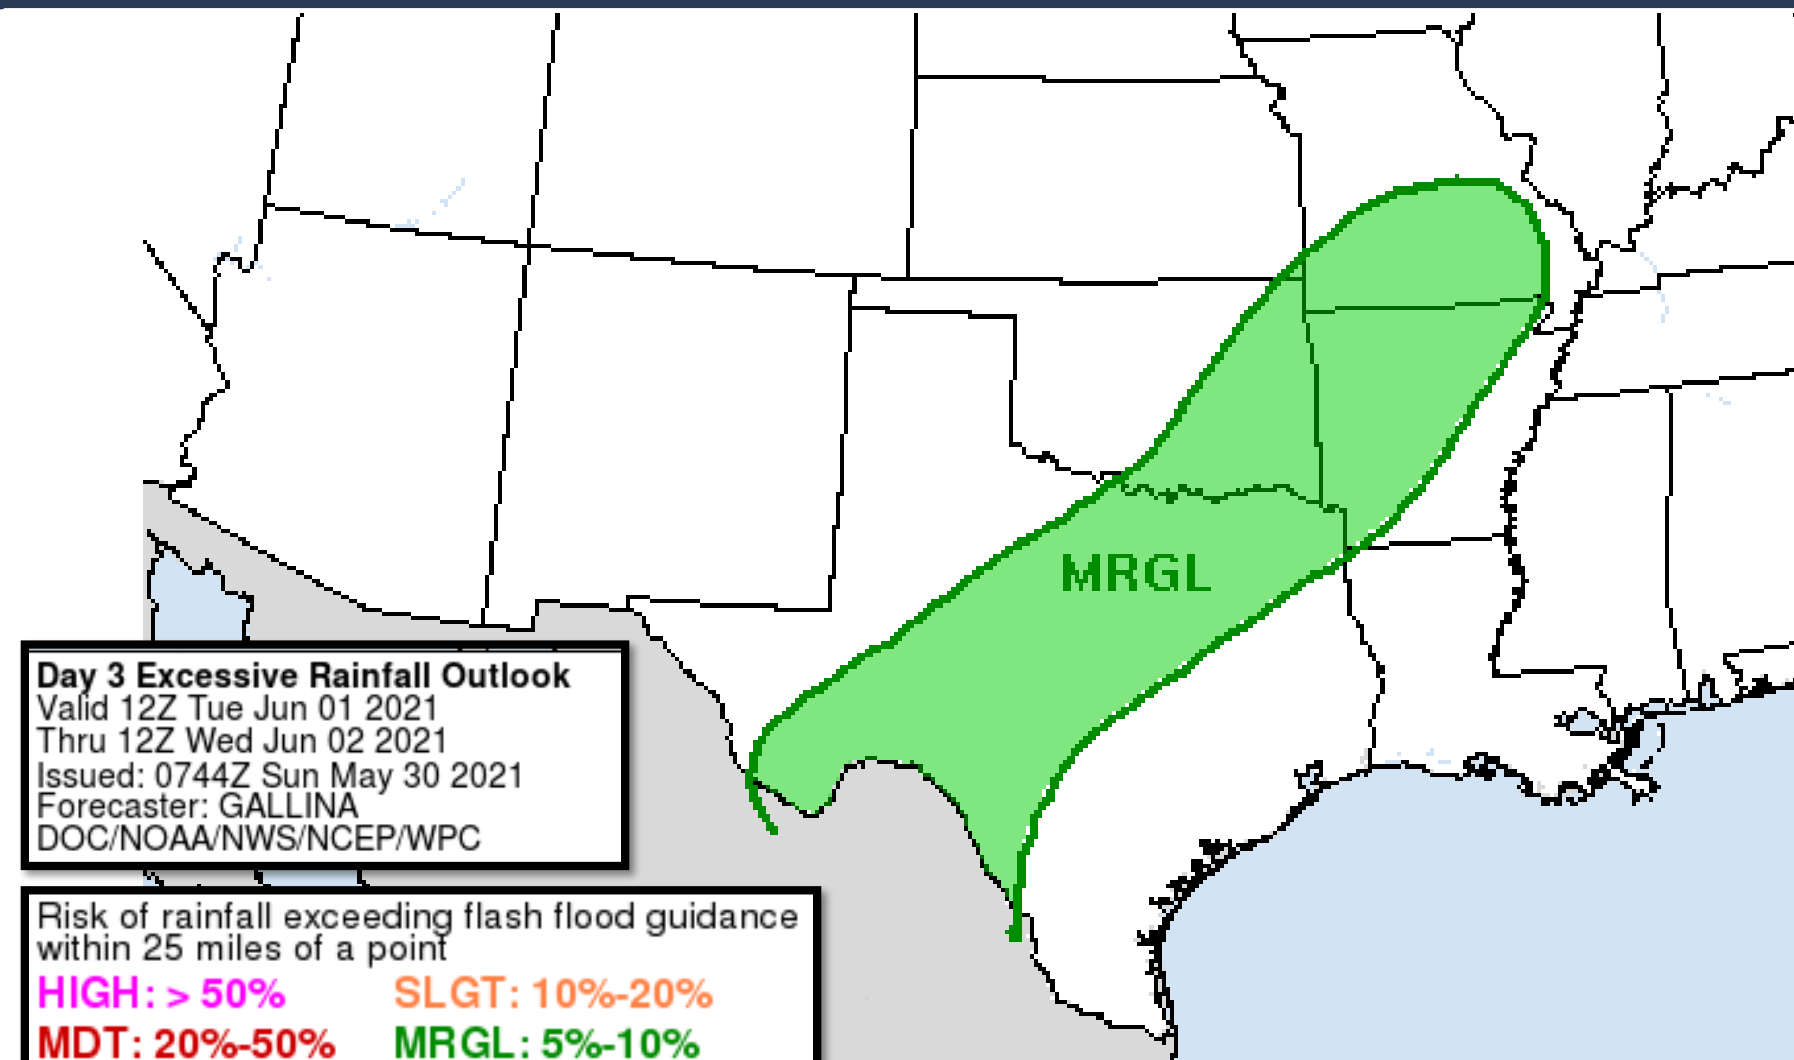 MRGL
Day 3 Excessive Rainfall Outlook
Valid 12Z Tue Jun 01 2021
Thru 12Z Wed Jun 02 2021
Issued: 0744Z Sun May 30 2021
Forecaster: GALLINA
DOC/NOAA/NWS/NCEP/WPC
Risk of rainfall exceeding flash flood guidance
within 25 miles of a point
HIGH: > 50% SLGT: 10%-20%
MDT: 20%-50% MRGL: 5%-10%